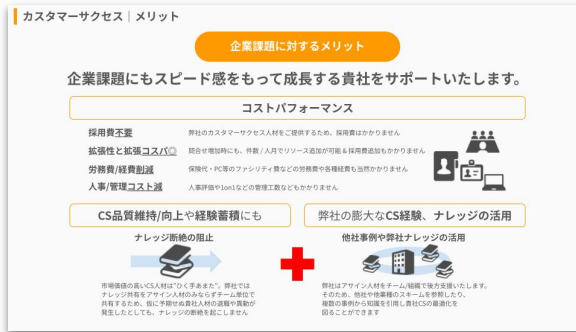 カスタマーサクセス｜メリット
企業課題に対するメリット
企業課題にもスピード感をもって成長する貴社をサポートいたします。
コストパフォーマンス
採用費不要 弊社のカスタマーサクセス人材をご提供するため、採用費はかかりません
拡張性と拡張コスパ◎ 問合せ増加時にも、件数 / 人月でリソース追加が可能 & 採用費追加もかかりません
労務費/経費削減 保険代・PC等のファシリティ費などの労務費や各種経費も当然かかりません
人事/管理コスト減 人事評価や1on1などの管理工数などもかかりません
CS品質維持/向上や経験蓄積にも
ナレッジ断絶の阻止
市場価値の高いCS人材は"ひく手あまた"。弊社では
ナレッジ共有をアサイン人材のみならずチーム単位で
共有するため、仮に予期せぬ貴社人材の退職や異動が
発生したとしても、ナレッジの断絶を起こしません
弊社の膨大なCS経験、ナレッジの活用
他社事例や弊社ナレッジの活用
弊社はアサイン人材をチーム/組織で後方支援いたします。
そのため、他社や他業種のスキームを参照したり、
複数の事例から知識を引用し貴社CSの最適化を
図ることができます